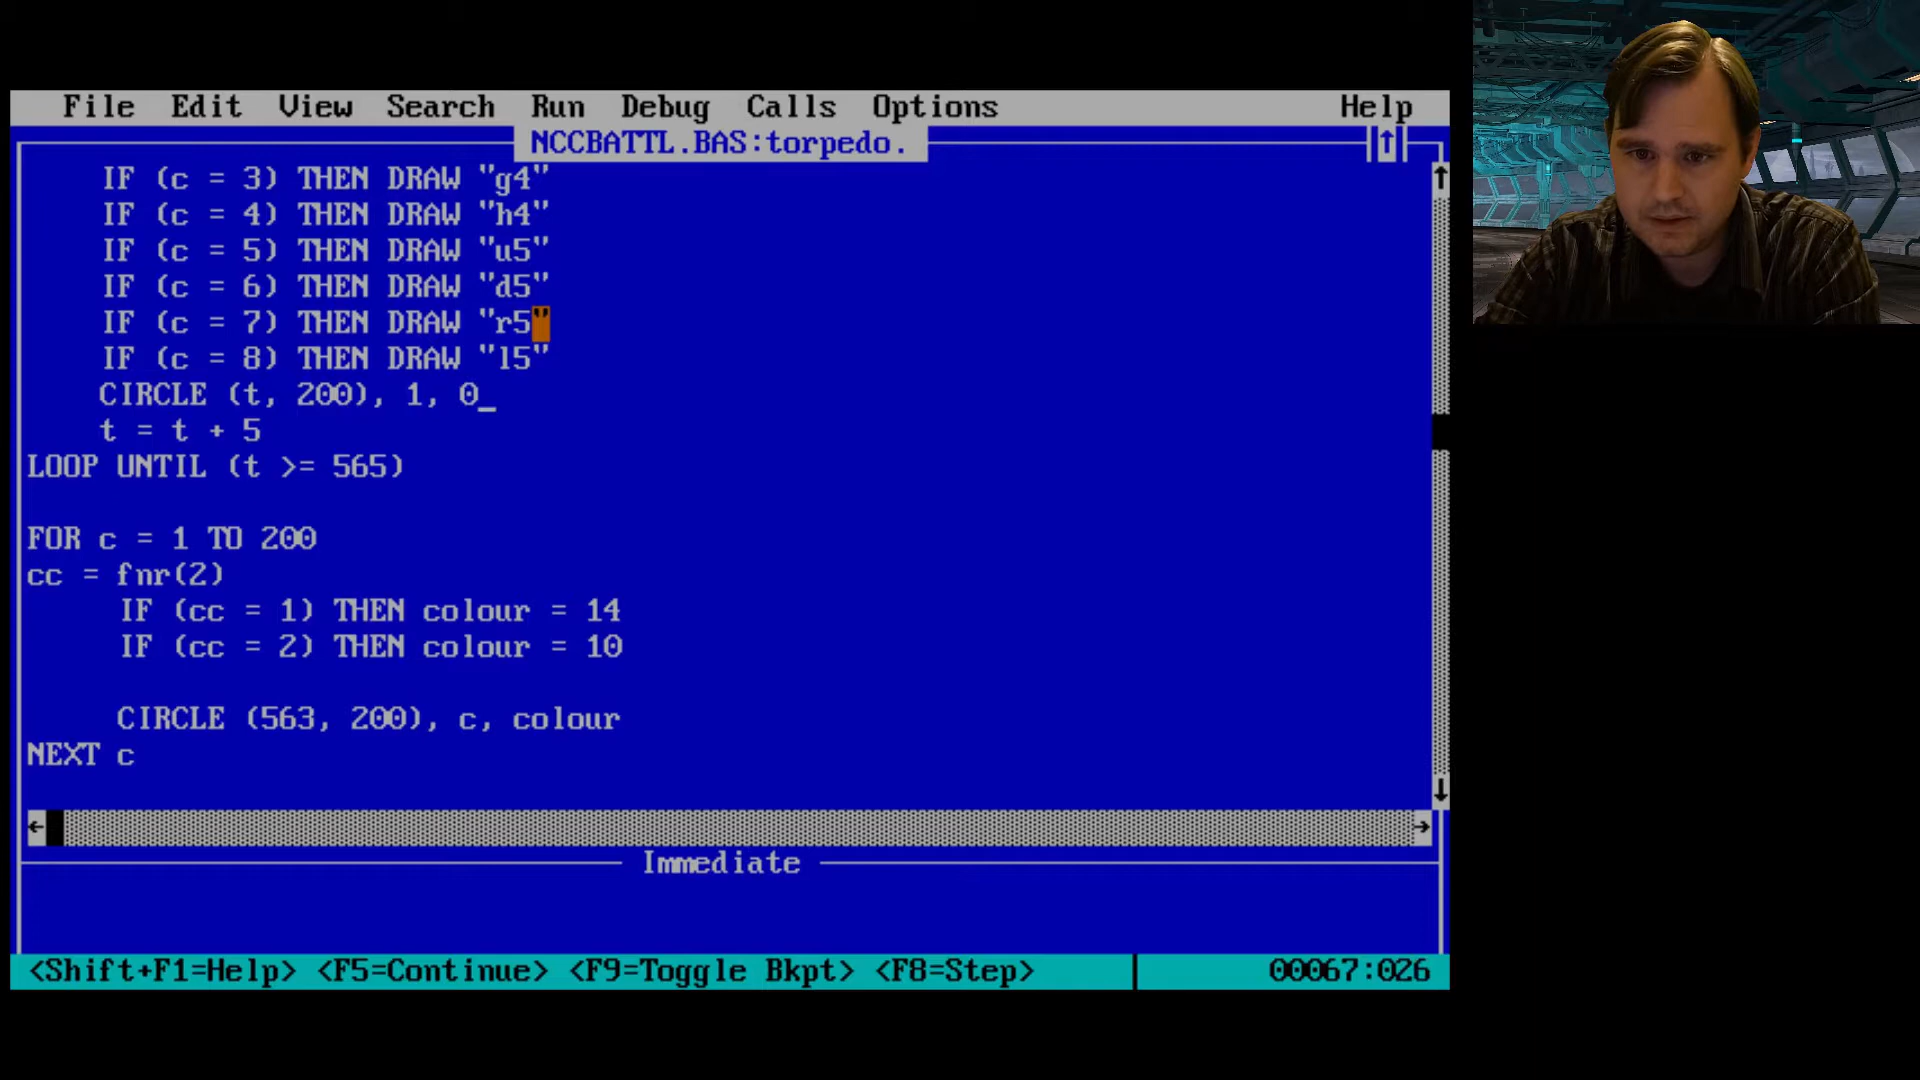 File Edit View Search Run Debug Calls Options Help
NCCBATTL.BAS:torpedo.
IF (c = 3) THEN DRAW "g4"
IF (c = 4) THEN DRAW "h4"
IF (c = 5) THEN DRAW "u5"
IF (c = 6) THEN DRAW "d5"
IF (c = 7) THEN DRAW "r5"
IF (c = 8) THEN DRAW "l5"
CIRCLE (t, 200), 1, 0_
t = t + 5
LOOP UNTIL (t >= 565)
FOR c = 1 TO 200
cc = fnr(2)
IF (cc = 1) THEN colour = 14
IF (cc = 2) THEN colour = 10
CIRCLE (563, 200), c, colour
NEXT c
Immediate
<Shift+F1=Help> <F5=Continue> <F9=Toggle Bkpt> <F8=Step> 00067:026